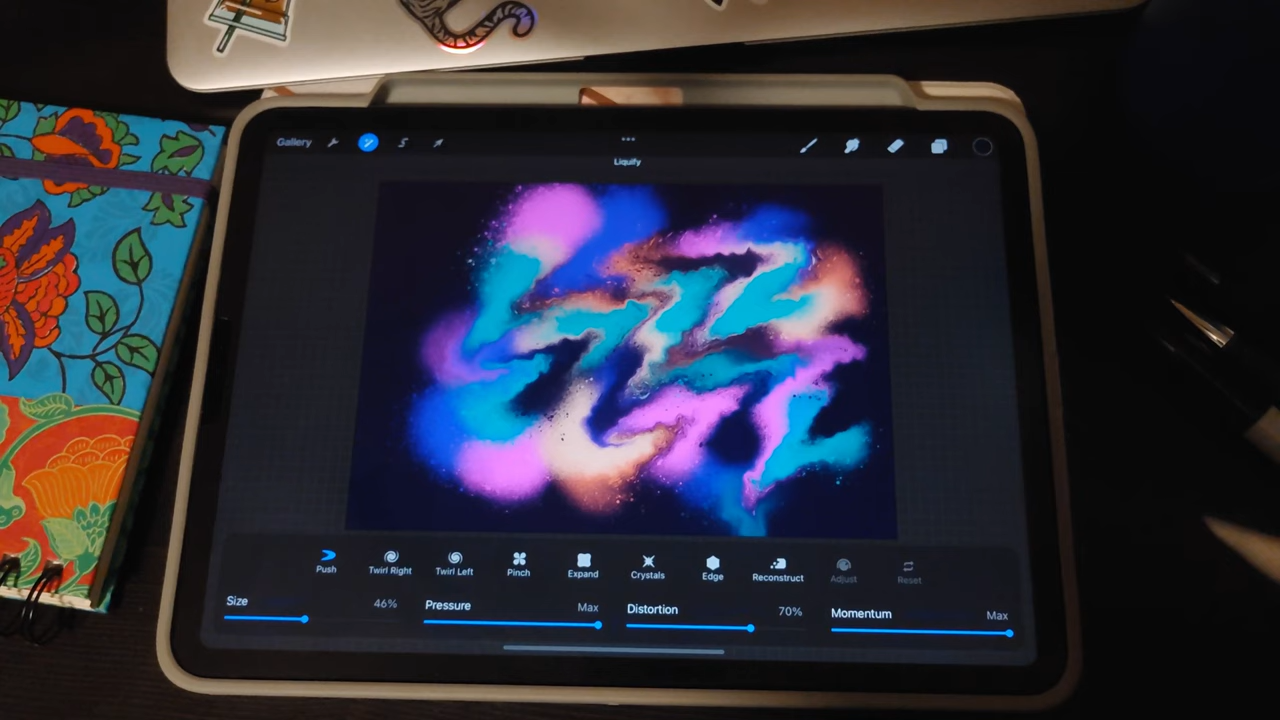 Gallery
Liquify
Push
Twirl Right
Twirl Left
Pinch
Expand
Crystals
Edge
Reconstruct
Adjust
Reset
Size 46%
Pressure Max
Distortion 70%
Momentum Max